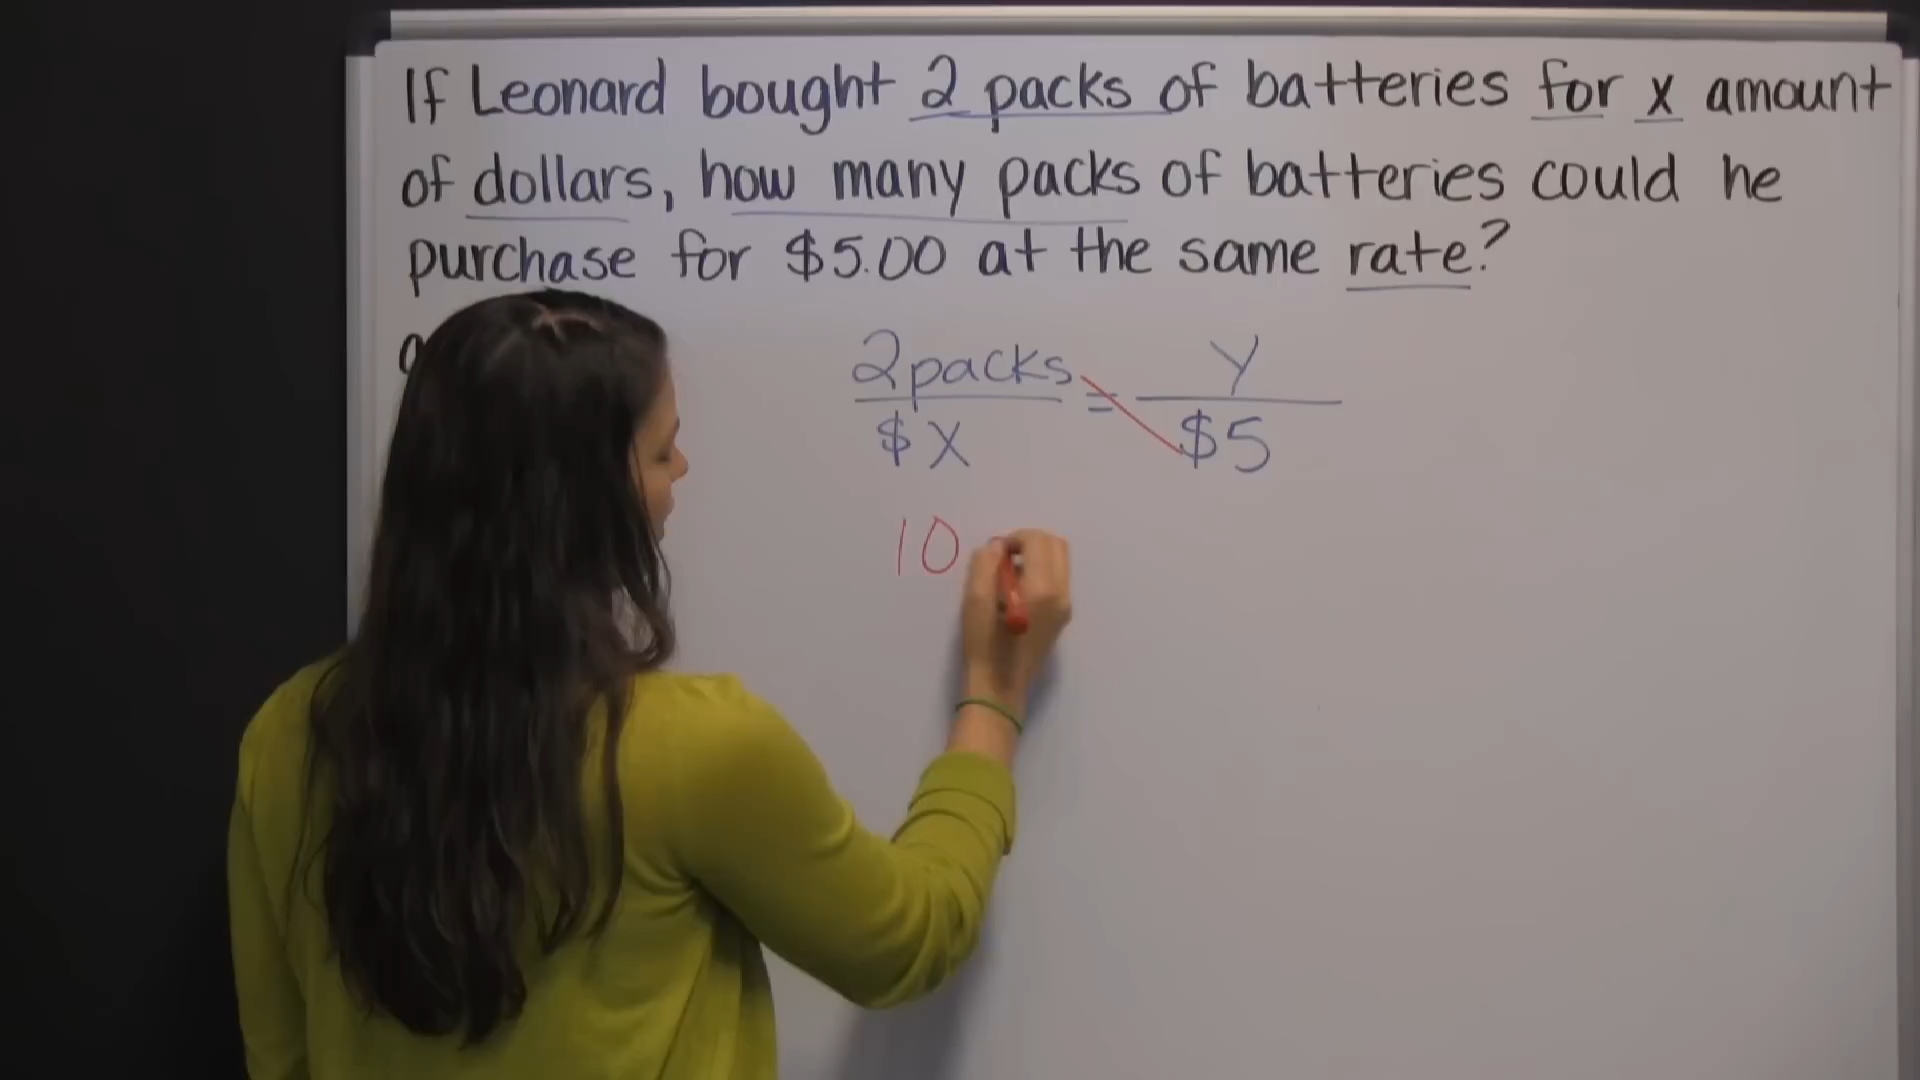 If Leonard bought 2 packs of batteries for x amount
of dollars, how many packs of batteries could he
purchase for $5.00 at the same rate?
2packs = Y
$X $5
10